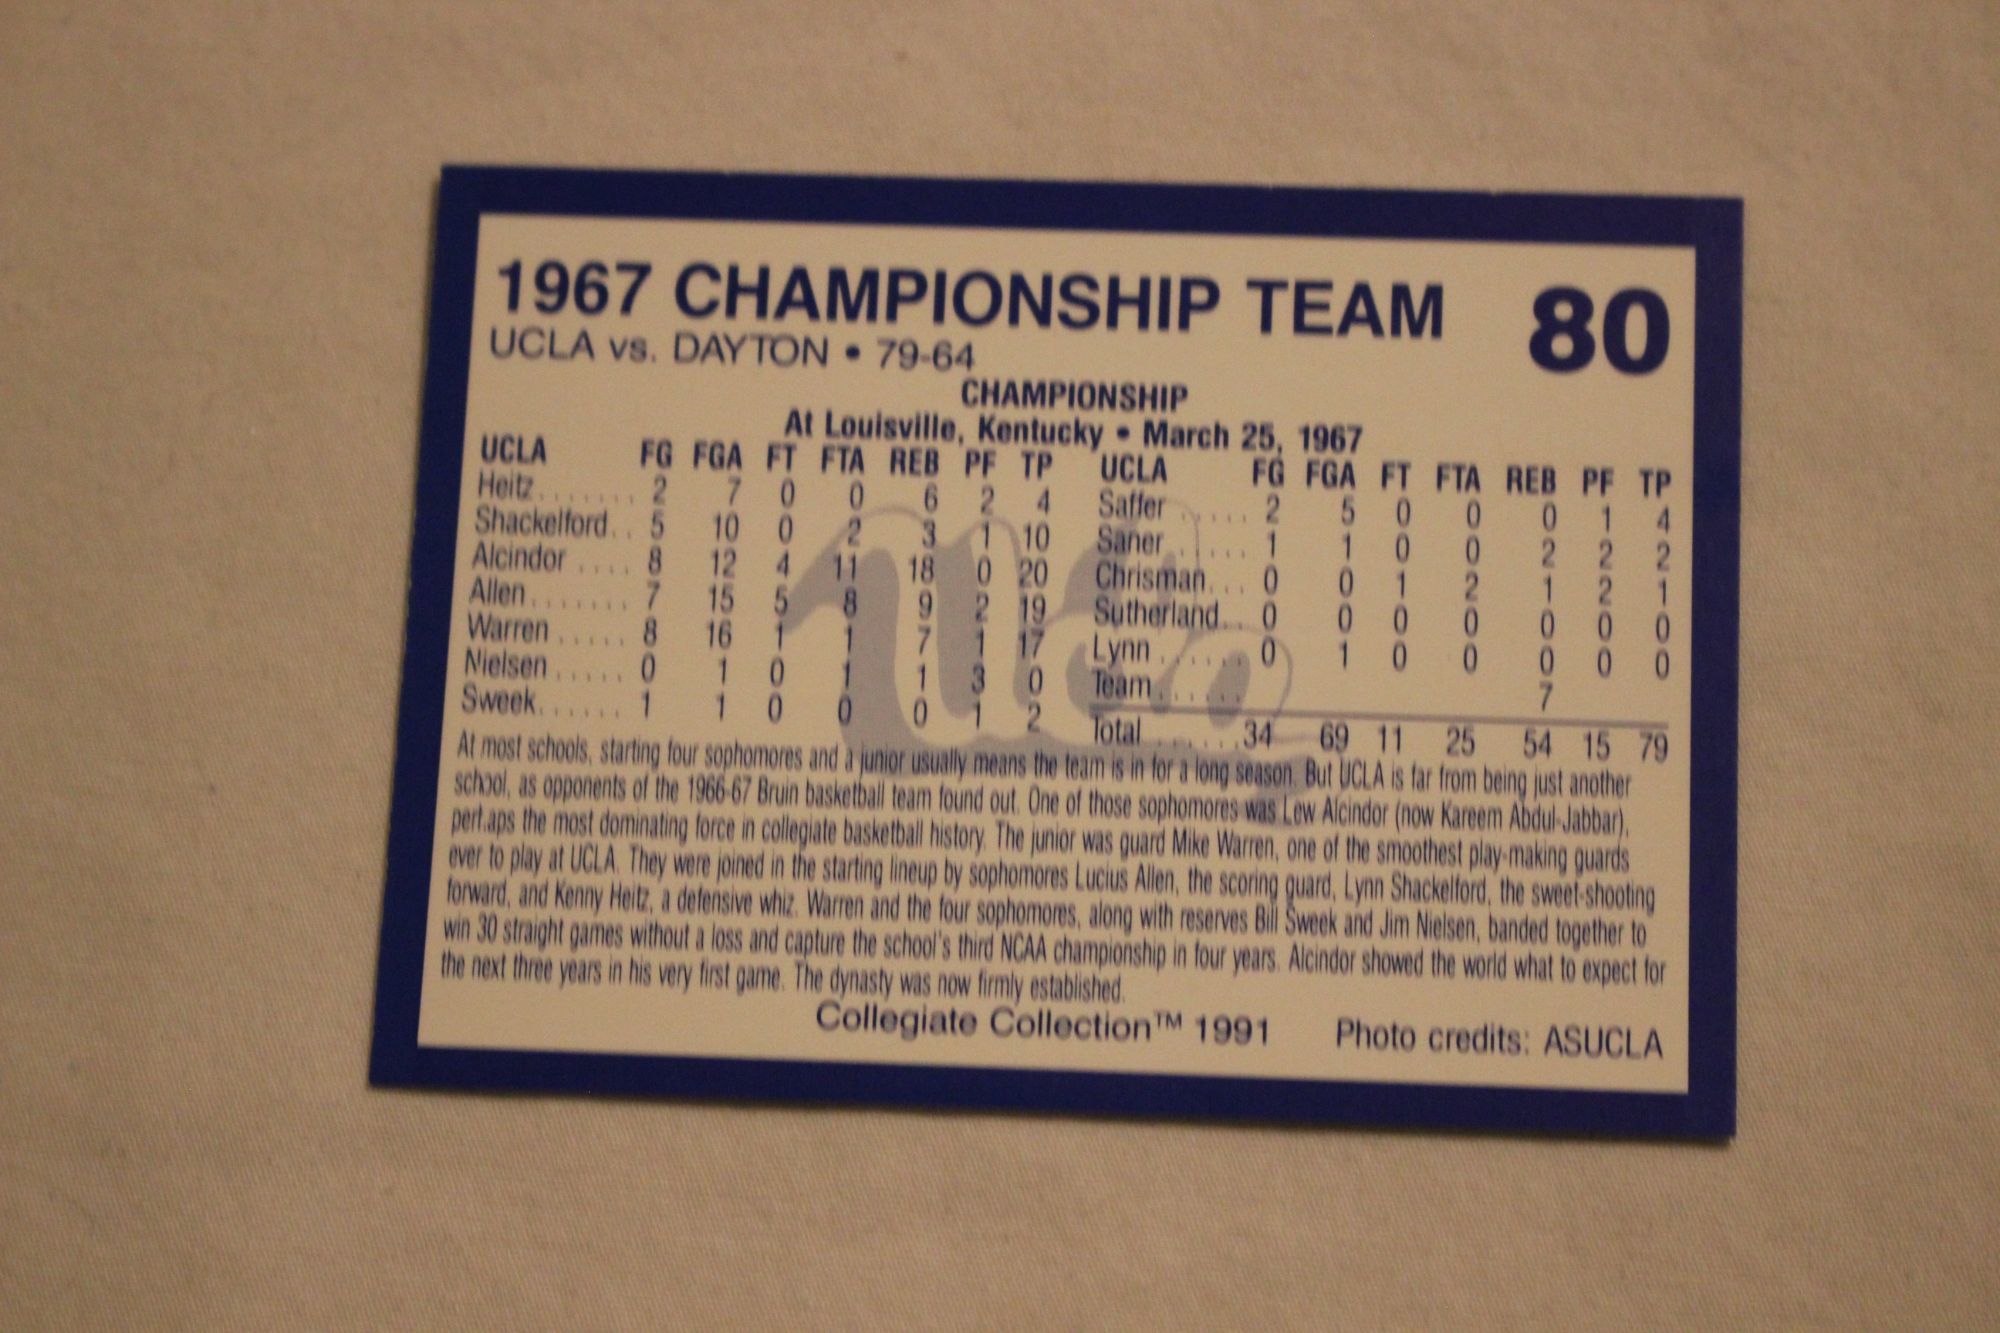 1967 CHAMPIONSHIP TEAM 80
UCLA vs. DAYTON • 79-64
CHAMPIONSHIP
At Louisville, Kentucky • March 25, 1967
UCLA FG FGA FT FTA REB PF TP UCLA FG FGA FT FTA REB PF TP
Heitz........ 2 7 0 0 6 2 4 Saffer ...... 2 5 0 0 0 1 4
Shackelford.. 5 10 0 2 3 1 10 Saner ...... 1 1 0 0 2 2 2
Alcindor .... 8 12 4 11 18 0 20 Chrisman... 0 0 1 2 1 2 1
Allen........ 7 15 5 8 9 2 19 Sutherland.. 0 0 0 0 0 0 0
Warren ..... 8 16 1 1 7 1 17 Lynn ....... 0 1 0 0 0 0 0
Nielsen ..... 0 1 0 1 1 3 0 Team....... 7
Sweek...... 1 1 0 0 0 1 2 Total .......34 69 11 25 54 15 79
At most schools, starting four sophomores and a junior usually means the team is in for a long season. But UCLA is far from being just another
school, as opponents of the 1966-67 Bruin basketball team found out. One of those sophomores was Lew Alcindor (now Kareem Abdul-Jabbar),
perhaps the most dominating force in collegiate basketball history. The junior was guard Mike Warren, one of the smoothest play-making guards
ever to play at UCLA. They were joined in the starting lineup by sophomores Lucius Allen, the scoring guard, Lynn Shackelford, the sweet-shooting
forward, and Kenny Heitz, a defensive whiz. Warren and the four sophomores, along with reserves Bill Sweek and Jim Nielsen, banded together to
win 30 straight games without a loss and capture the school's third NCAA championship in four years. Alcindor showed the world what to expect for
the next three years in his very first game. The dynasty was now firmly established.
Collegiate Collection™ 1991 Photo credits: ASUCLA